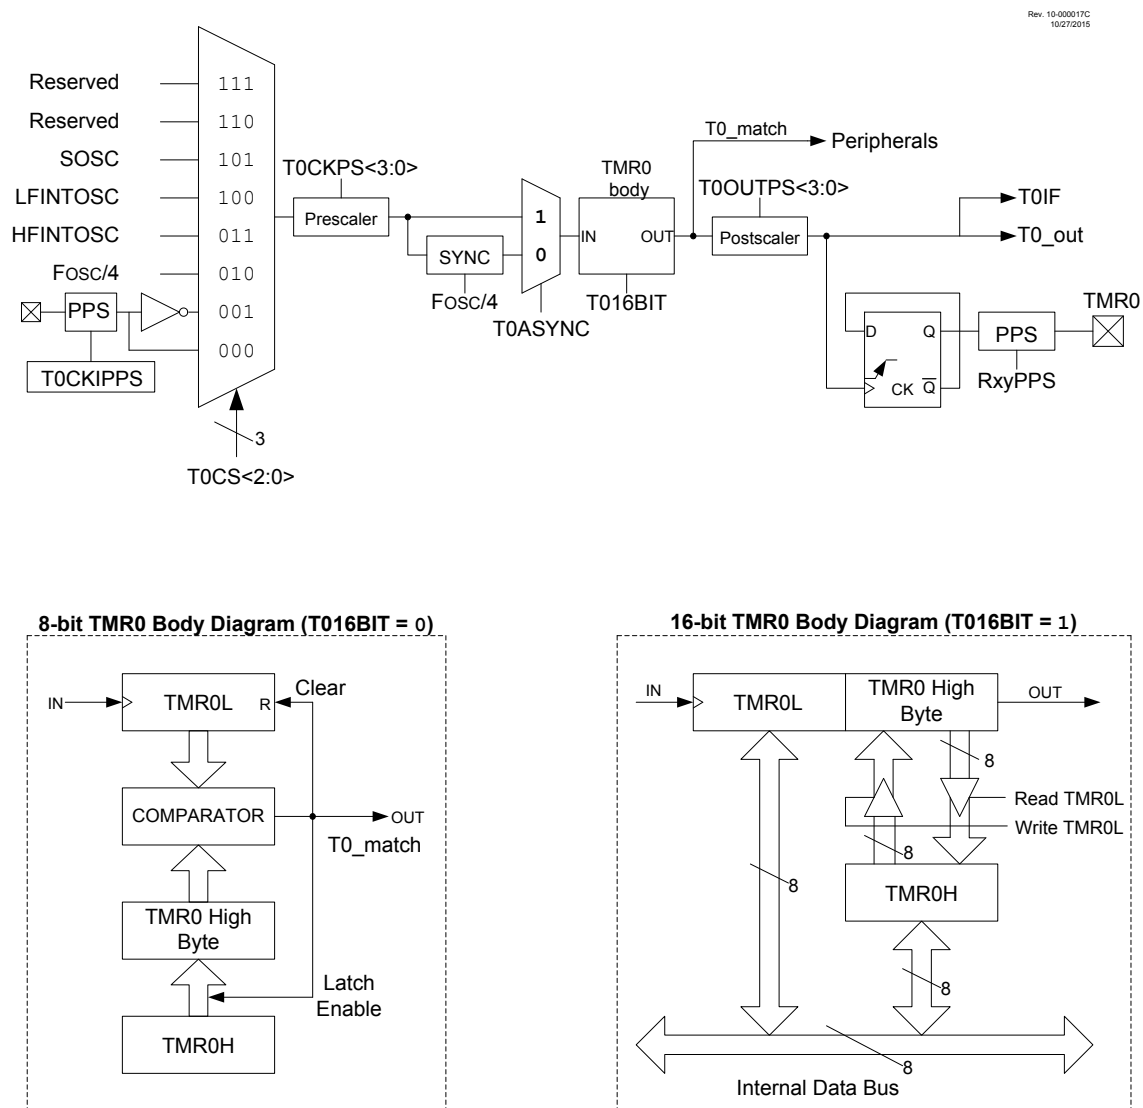 Rev. 10-000017C
10/27/2015
Reserved
111
Reserved
110
SOSC
101
LFINTOSC
100
HFINTOSC
011
FOSC/4
010
PPS
001
000
T0CKIPPS
3
T0CS<2:0>
T0CKPS<3:0>
Prescaler
SYNC
FOSC/4
1
0
T0ASYNC
TMR0
body
IN
OUT
T016BIT
T0_match
Peripherals
T0OUTPS<3:0>
Postscaler
T0IF
T0_out
D
Q
CK
Q
PPS
RxyPPS
TMR0
8-bit TMR0 Body Diagram (T016BIT = 0)
IN
TMR0L
R
Clear
COMPARATOR
OUT
T0_match
TMR0 High
Byte
Latch
Enable
TMR0H
16-bit TMR0 Body Diagram (T016BIT = 1)
IN
TMR0L
TMR0 High
Byte
OUT
8
Read TMR0L
Write TMR0L
8
8
TMR0H
8
8
Internal Data Bus